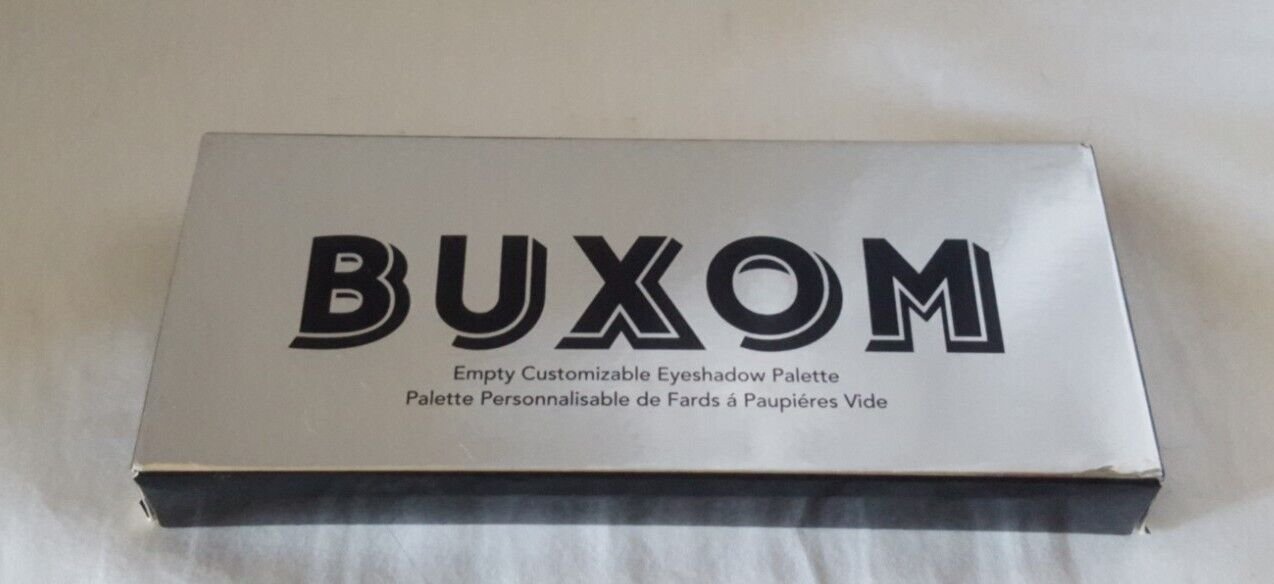 BUXOM
Empty Customizable Eyeshadow Palette
Palette Personnalisable de Fards á Paupiéres Vide